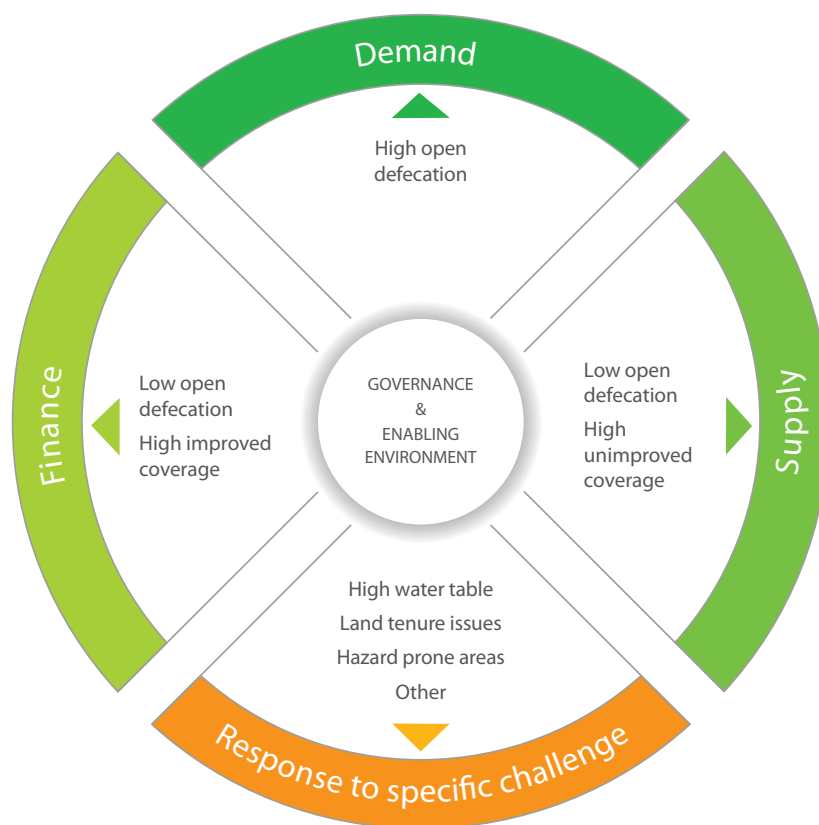 Demand
High open
defecation
Finance
Low open
defecation
High improved
coverage
GOVERNANCE
&
ENABLING
ENVIRONMENT
Low open
defecation
High
unimproved
coverage
Supply
High water table
Land tenure issues
Hazard prone areas
Other
Response to specific challenge